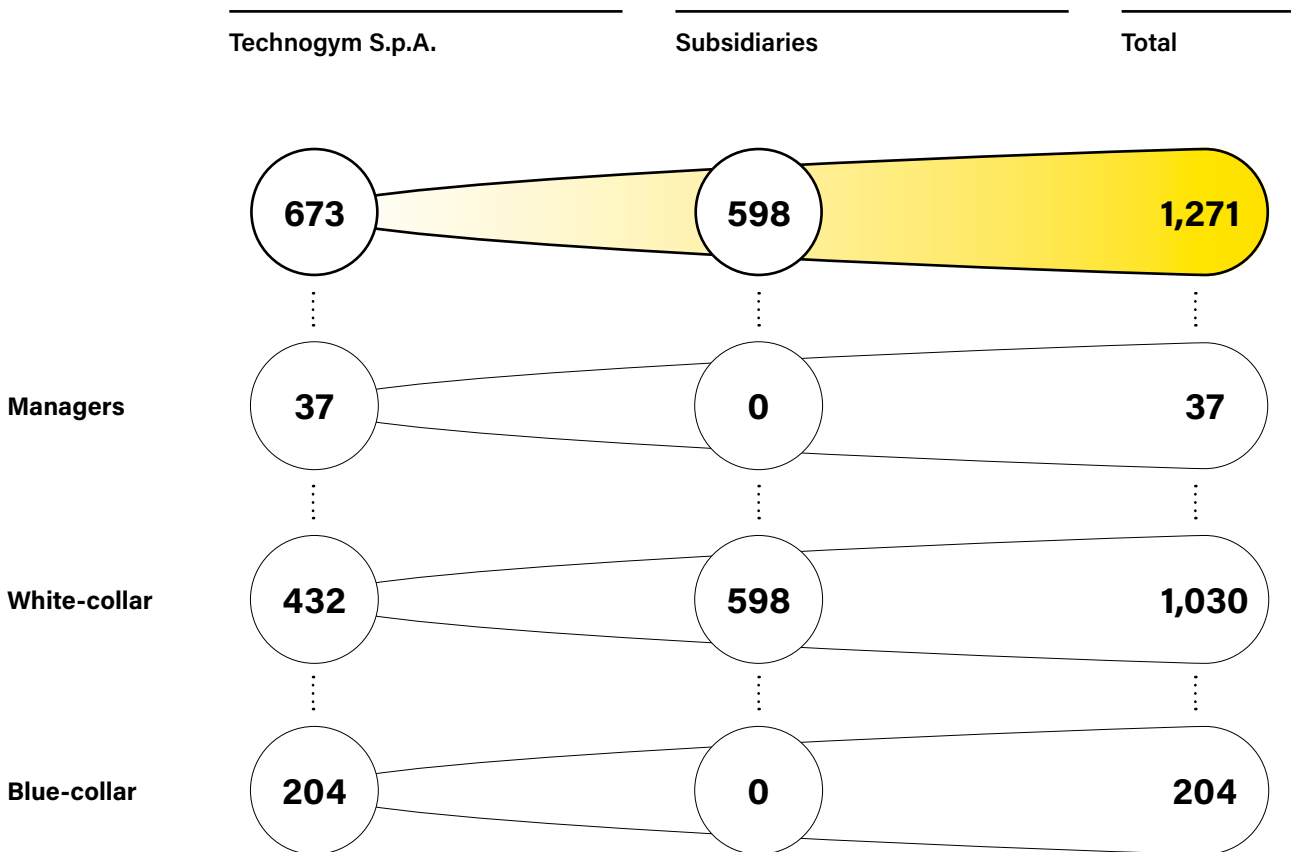 Technogym S.p.A. Subsidiaries Total
673 598 1,271
Managers 37 0 37
White-collar 432 598 1,030
Blue-collar 204 0 204